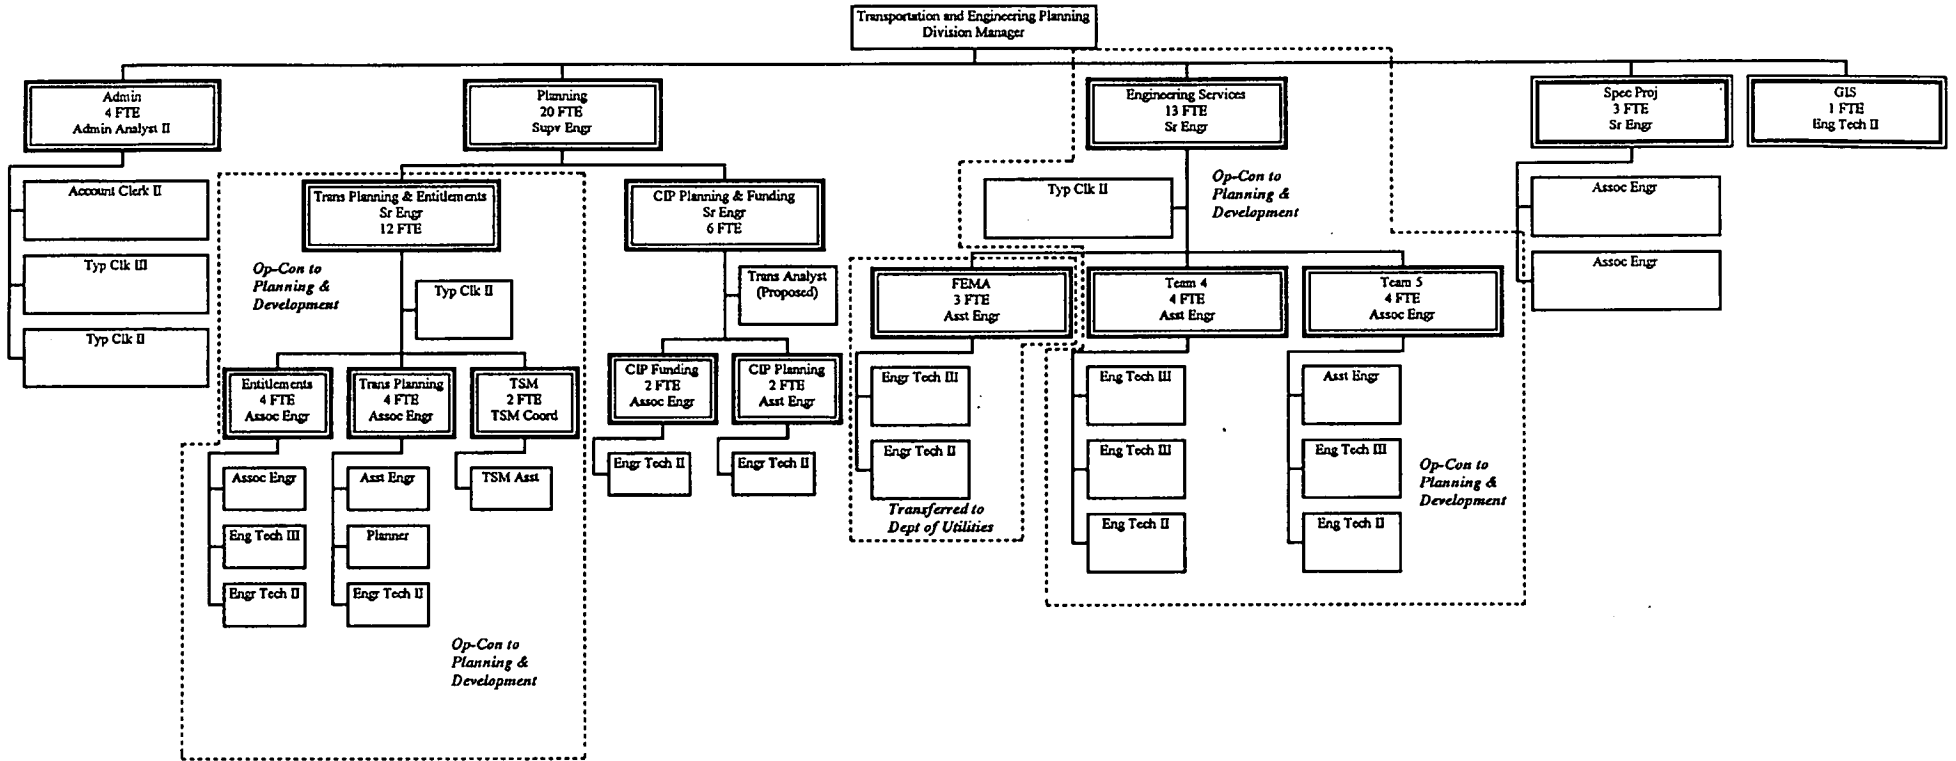 Transportation and Engineering Planning
Division Manager
Admin
4 FTE
Admin Analyst II
Planning
20 FTE
Supv Engr
Engineering Services
13 FTE
Sr Engr
Spec Proj
3 FTE
Sr Engr
GIS
1 FTE
Eng Tech II
Account Clerk II
Typ Clk III
Typ Clk II
Trans Planning & Entitlements
Sr Engr
12 FTE
CIP Planning & Funding
Sr Engr
6 FTE
Typ Clk II
Op-Con to
Planning &
Development
Assoc Engr
Assoc Engr
Op-Con to
Planning &
Development
Typ Clk II
Trans Analyst
(Proposed)
FEMA
3 FTE
Asst Engr
Team 4
4 FTE
Asst Engr
Team 5
4 FTE
Assoc Engr
Entitlements
4 FTE
Assoc Engr
Trans Planning
4 FTE
Assoc Engr
TSM
2 FTE
TSM Coord
CIP Funding
2 FTE
Assoc Engr
CIP Planning
2 FTE
Asst Engr
Engr Tech III
Engr Tech II
Transferred to
Dept of Utilities
Eng Tech III
Eng Tech III
Eng Tech II
Asst Engr
Eng Tech III
Eng Tech II
Op-Con to
Planning &
Development
Assoc Engr
Eng Tech III
Engr Tech II
Asst Engr
Planner
Engr Tech II
TSM Asst
Engr Tech II
Engr Tech II
Op-Con to
Planning &
Development